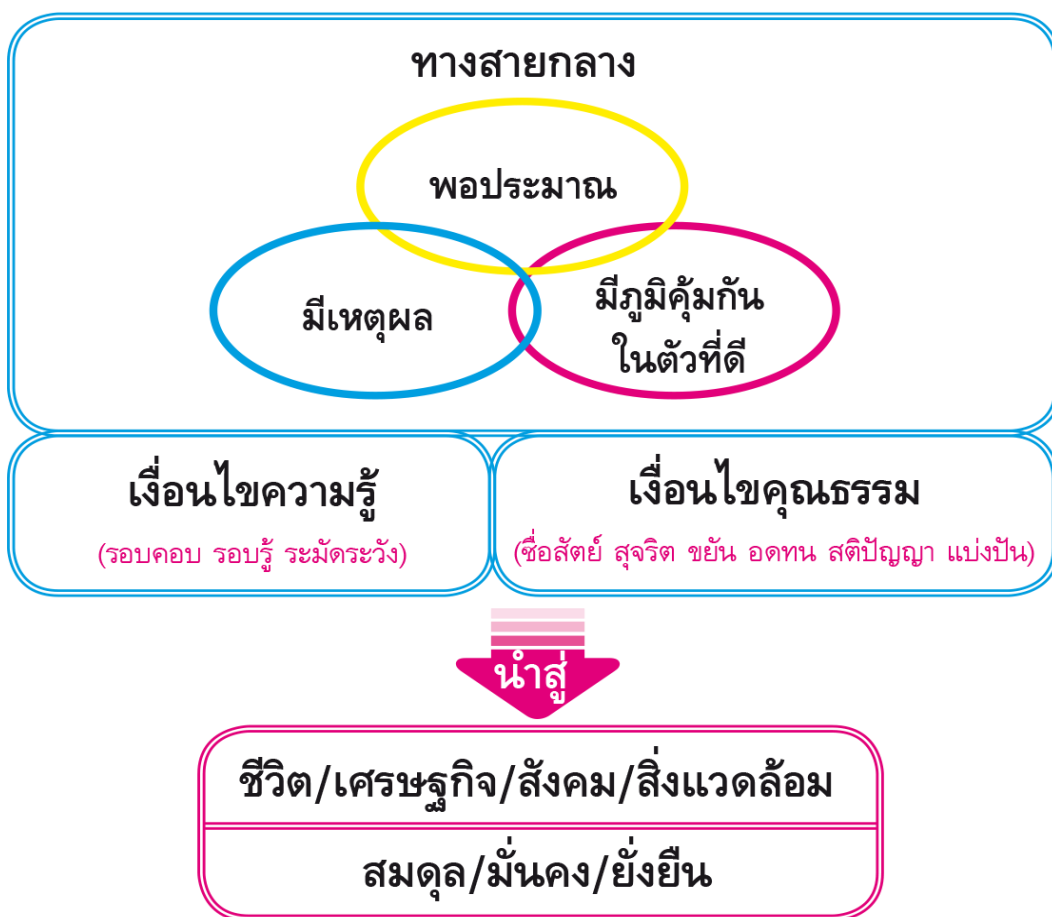 ทางสายกลาง
พอประมาณ
มีเหตุผล
มีภูมิคุ้มกัน
ในตัวที่ดี
เงื่อนไขความรู้
(รอบคอบ รอบรู้ ระมัดระวัง)
เงื่อนไขคุณธรรม
(ซื่อสัตย์ สุจริต ขยัน อดทน สติปัญญา แบ่งปัน)
นำสู่
ชีวิต/เศรษฐกิจ/สังคม/สิ่งแวดล้อม
สมดุล/มั่นคง/ยั่งยืน